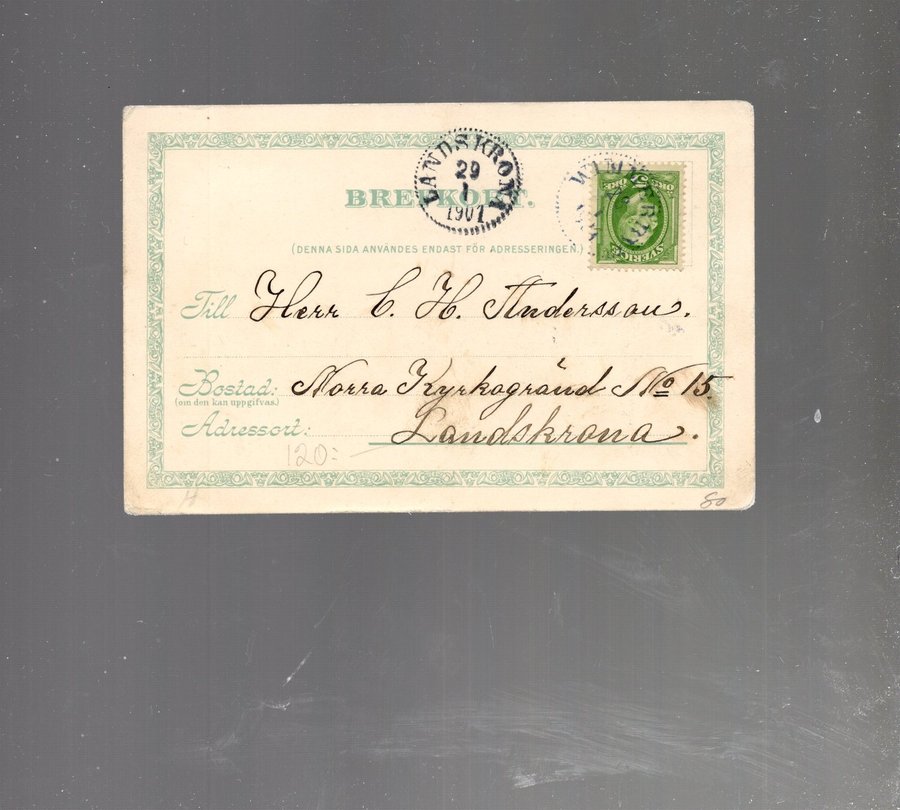 LANDSKRONA
29
1
1901
BREFKORT.
SVERIGE
(DENNA SIDA ANVÄNDES ENDAST FÖR ADRESSERINGEN.)
Till Herr C. H. Andersson.
Bostad: Norra Kyrkogränd No 15.
(om den kan uppgifvas.)
Adressort: Landskrona.
120:
80